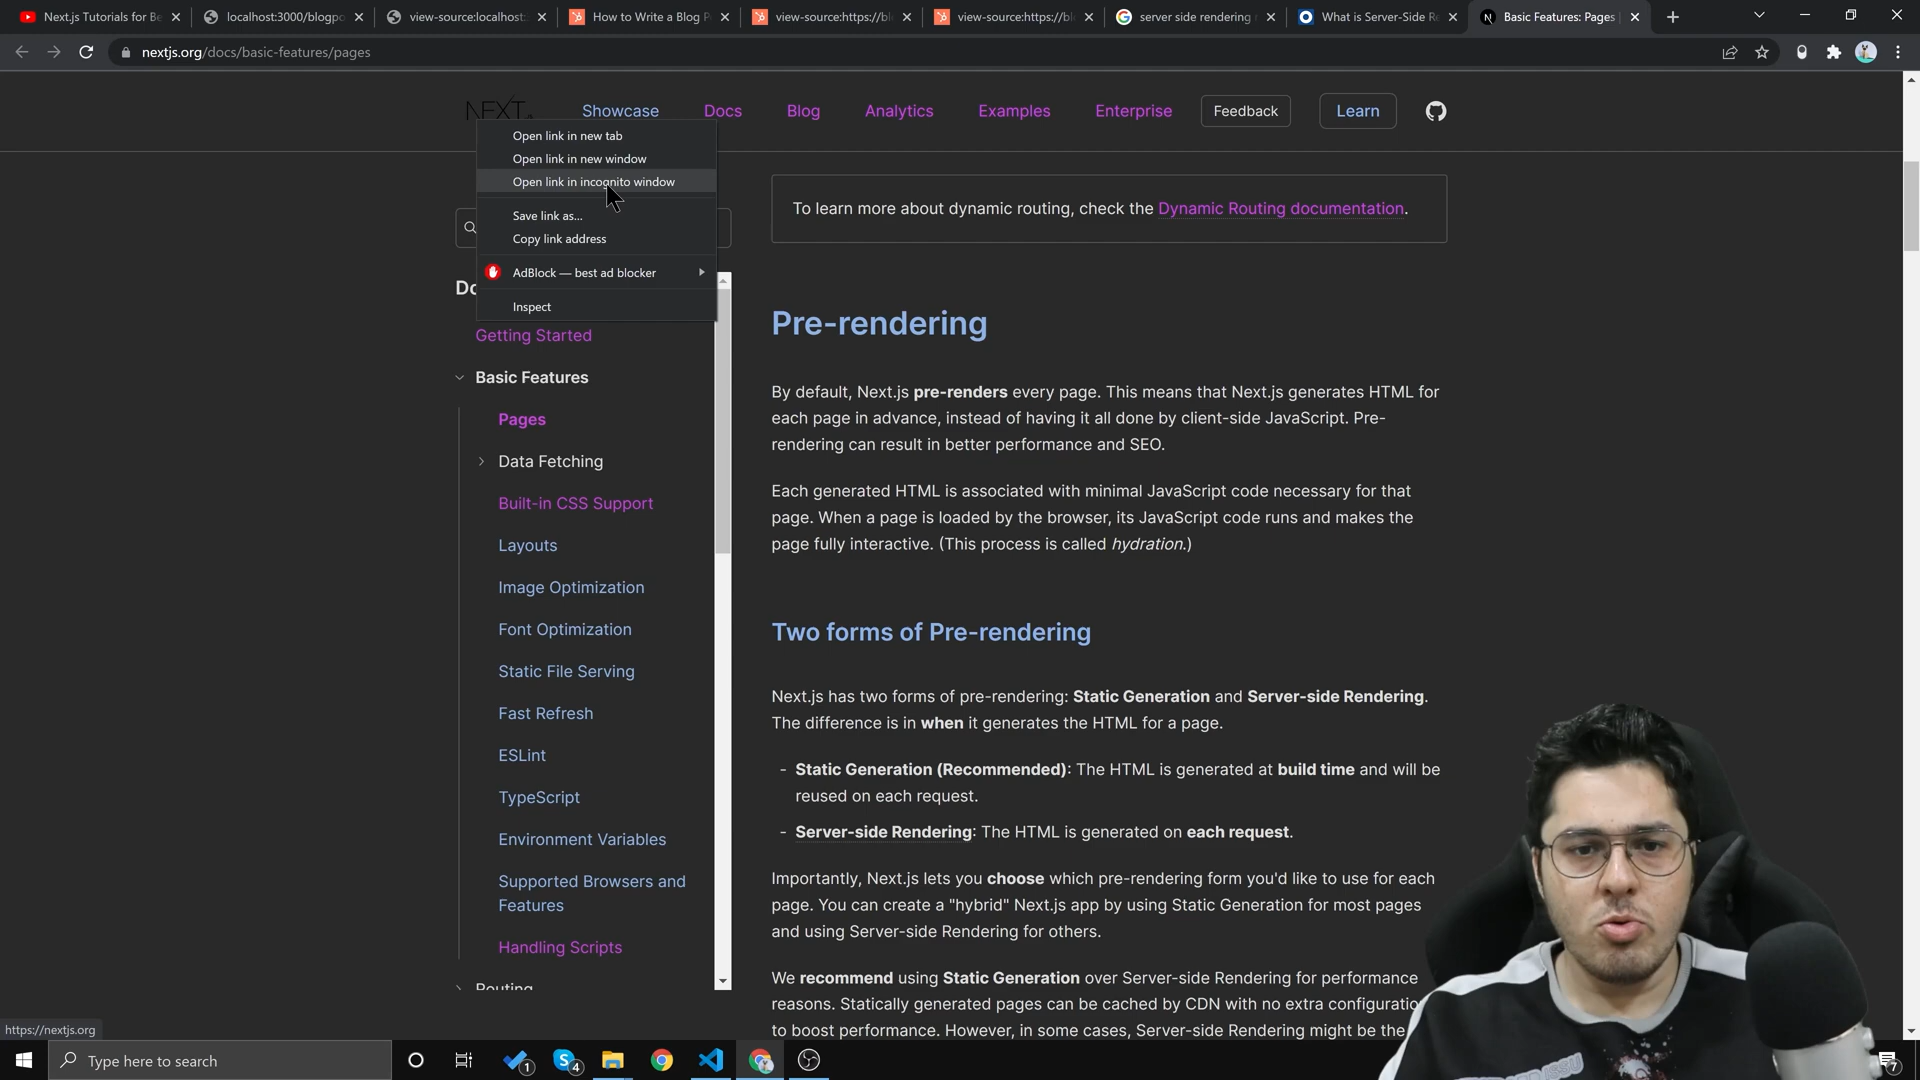 Next.js Tutorials for Be
localhost:3000/blogpo
view-source:localhost:
How to Write a Blog P
view-source:https://bl
view-source:https://bl
server side rendering
What is Server-Side R
Basic Features: Pages
nextjs.org/docs/basic-features/pages
NEXT
Showcase
Docs
Blog
Analytics
Examples
Enterprise
Feedback
Learn
Open link in new tab
Open link in new window
Open link in incognito window
Save link as...
Copy link address
AdBlock — best ad blocker
Inspect
Getting Started
Basic Features
Pages
Data Fetching
Built-in CSS Support
Layouts
Image Optimization
Font Optimization
Static File Serving
Fast Refresh
ESLint
TypeScript
Environment Variables
Supported Browsers and
Features
Handling Scripts
Routing
To learn more about dynamic routing, check the Dynamic Routing documentation.
Pre-rendering
By default, Next.js pre-renders every page. This means that Next.js generates HTML for
each page in advance, instead of having it all done by client-side JavaScript. Pre-
rendering can result in better performance and SEO.
Each generated HTML is associated with minimal JavaScript code necessary for that
page. When a page is loaded by the browser, its JavaScript code runs and makes the
page fully interactive. (This process is called hydration.)
Two forms of Pre-rendering
Next.js has two forms of pre-rendering: Static Generation and Server-side Rendering.
The difference is in when it generates the HTML for a page.
- Static Generation (Recommended): The HTML is generated at build time and will be
reused on each request.
- Server-side Rendering: The HTML is generated on each request.
Importantly, Next.js lets you choose which pre-rendering form you'd like to use for each
page. You can create a "hybrid" Next.js app by using Static Generation for most pages
and using Server-side Rendering for others.
We recommend using Static Generation over Server-side Rendering for performance
reasons. Statically generated pages can be cached by CDN with no extra configuratio
to boost performance. However, in some cases, Server-side Rendering might be the
https://nextjs.org
Type here to search
1
4
7